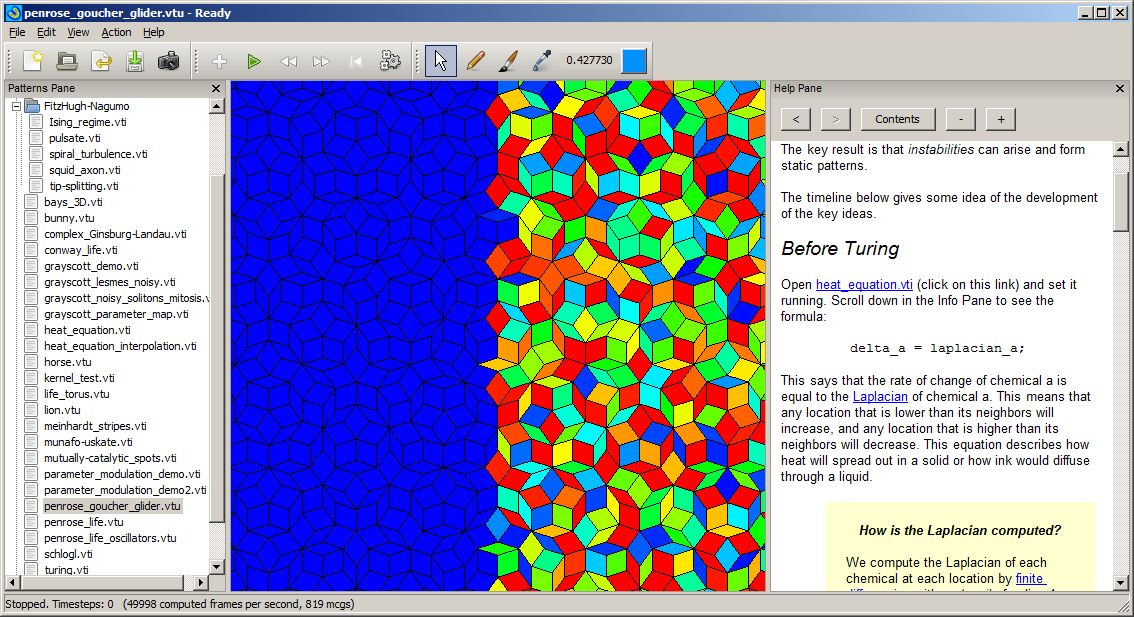 penrose_goucher_glider.vtu - Ready
File Edit View Action Help
0.427730
Patterns Pane
FitzHugh-Nagumo
Ising_regime.vti
pulsate.vti
spiral_turbulence.vti
squid_axon.vti
tip-splitting.vti
bays_3D.vti
bunny.vtu
complex_Ginsburg-Landau.vti
conway_life.vti
grayscott_demo.vti
grayscott_lesmes_noisy.vti
grayscott_noisy_solitons_mitosis.v
grayscott_parameter_map.vti
heat_equation.vti
heat_equation_interpolation.vti
horse.vtu
kernel_test.vti
life_torus.vtu
lion.vtu
meinhardt_stripes.vti
munafo-uskate.vti
mutually-catalytic_spots.vti
parameter_modulation_demo.vti
parameter_modulation_demo2.vti
penrose_goucher_glider.vtu
penrose_life.vtu
penrose_life_oscillators.vtu
schlogl.vti
turing.vti
Help Pane
< > Contents - +
The key result is that instabilities can arise and form
static patterns.
The timeline below gives some idea of the development
of the key ideas.
Before Turing
Open heat_equation.vti (click on this link) and set it
running. Scroll down in the Info Pane to see the
formula:
delta_a = laplacian_a;
This says that the rate of change of chemical a is
equal to the Laplacian of chemical a. This means that
any location that is lower than its neighbors will
increase, and any location that is higher than its
neighbors will decrease. This equation describes how
heat will spread out in a solid or how ink would diffuse
through a liquid.
How is the Laplacian computed?
We compute the Laplacian of each
chemical at each location by finite
Stopped. Timesteps: 0 (49998 computed frames per second, 819 mcgs)